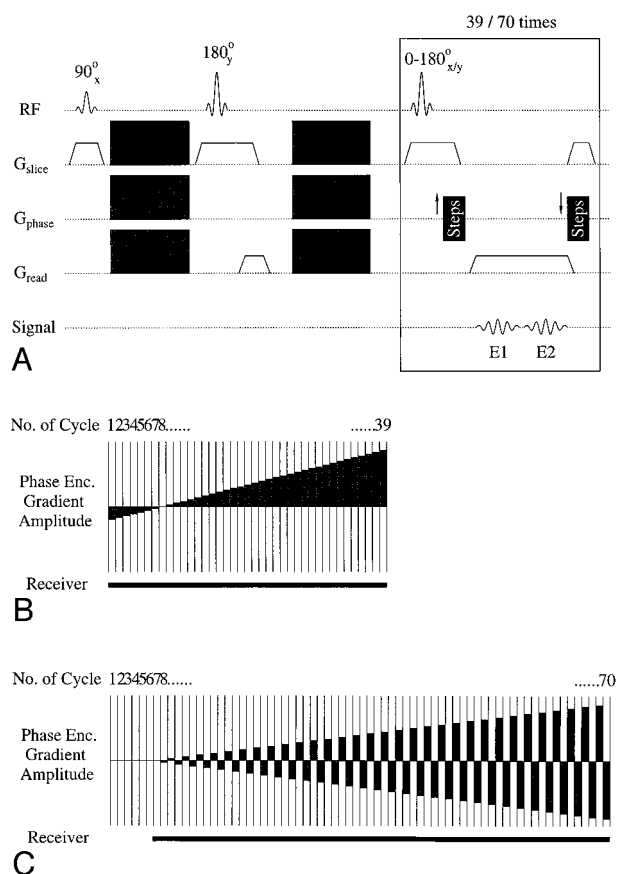 39 / 70 times
90°x
180°y
0-180°x/y
RF
Gslice
Gphase
Steps
Steps
Gread
Signal
E1
E2
A
No. of Cycle
12345678......
......39
Phase Enc.
Gradient
Amplitude
Receiver
B
No. of Cycle
12345678......
......70
Phase Enc.
Gradient
Amplitude
Receiver
C